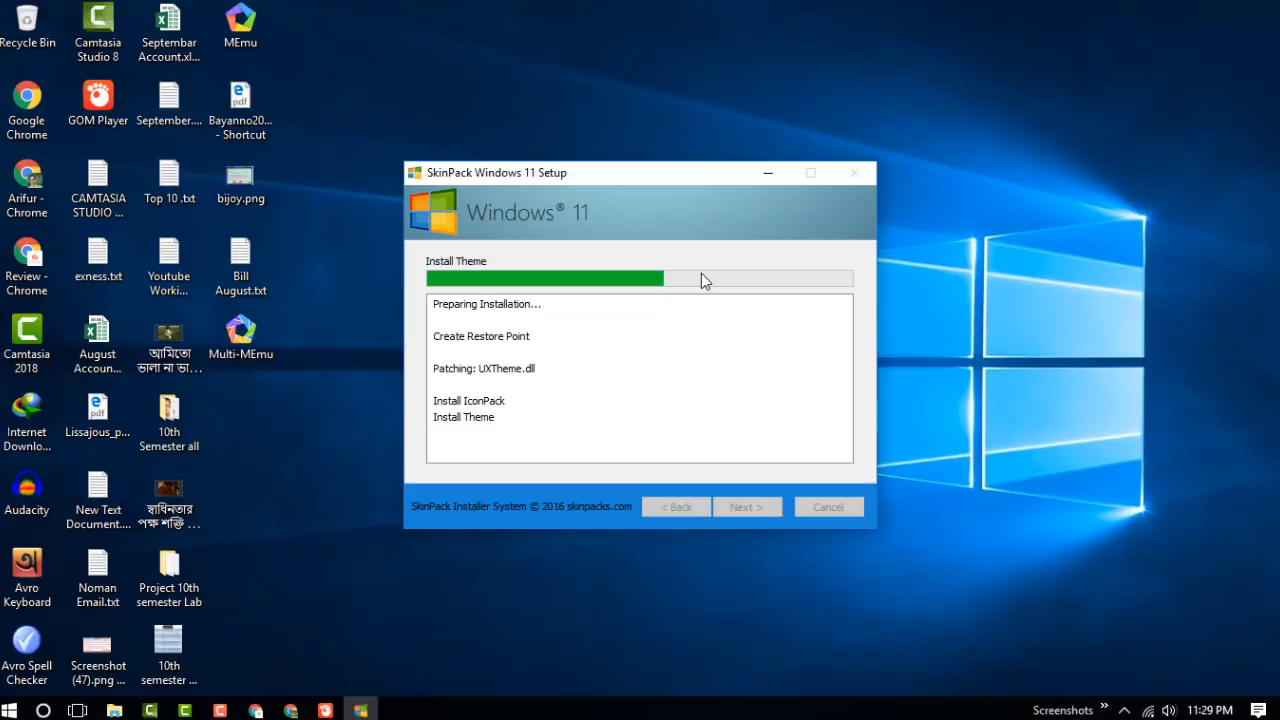 Recycle Bin
Camtasia
Studio 8
Septembar
Account.xl...
MEmu
Google
Chrome
GOM Player
September....
Bayanno20...
- Shortcut
pdf
Arifur -
Chrome
CAMTASIA
STUDIO ...
Top 10 .txt
bijoy.png
Review -
Chrome
exness.txt
Youtube
Worki...
Bill
August.txt
Camtasia
2018
August
Accoun...
আমিতো
ভালা না ভা...
Multi-MEmu
Internet
Downlo...
pdf
Lissajous_p...
10th
Semester all
Audacity
New Text
Document....
স্বাধিনতার
পক্ষ শক্তি ...
Avro
Keyboard
Noman
Email.txt
Project 10th
semester Lab
Avro Spell
Checker
Screenshot
(47).png ...
10th
semester ...
SkinPack Windows 11 Setup
Windows® 11
Install Theme
Preparing Installation...
Create Restore Point
Patching: UXTheme.dll
Install IconPack
Install Theme
SkinPack Installer System © 2016 skinpacks.com
< Back
Next >
Cancel
Screenshots
11:29 PM